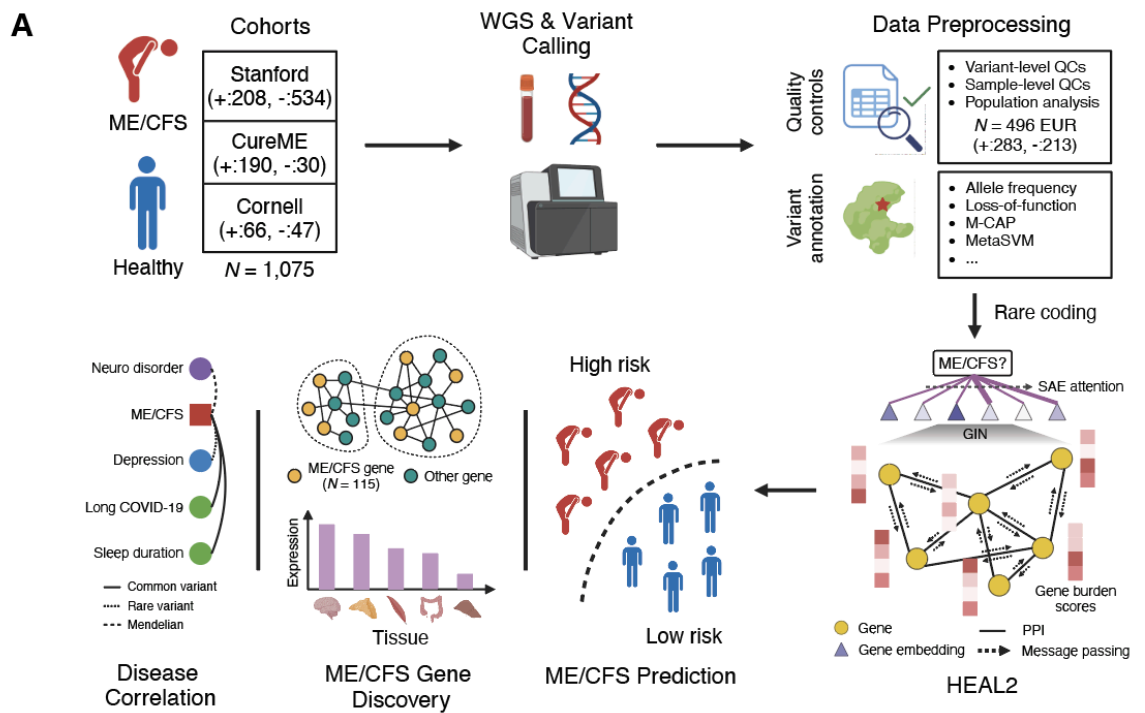 A
Cohorts
ME/CFS
Healthy
Stanford
(+:208, -:534)
CureME
(+:190, -:30)
Cornell
(+:66, -:47)
N = 1,075
WGS & Variant
Calling
Data Preprocessing
Quality
controls
• Variant-level QCs
• Sample-level QCs
• Population analysis
N = 496 EUR
(+:283, -:213)
Variant
annotation
• Allele frequency
• Loss-of-function
• M-CAP
• MetaSVM
• ...
Rare coding
ME/CFS?
SAE attention
GIN
Gene burden
scores
Gene
PPI
Gene embedding
Message passing
HEAL2
High risk
Low risk
ME/CFS Prediction
ME/CFS gene
(N = 115)
Other gene
Expression
Tissue
ME/CFS Gene
Discovery
Neuro disorder
ME/CFS
Depression
Long COVID-19
Sleep duration
Common variant
Rare variant
Mendelian
Disease
Correlation